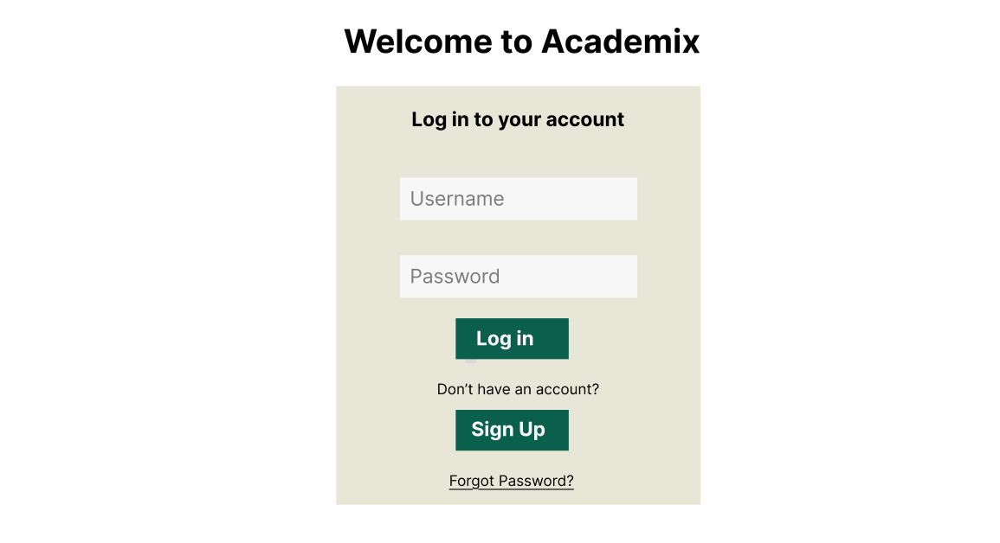 Welcome to Academix
Log in to your account
Username
Password
Log in
Don’t have an account?
Sign Up
Forgot Password?